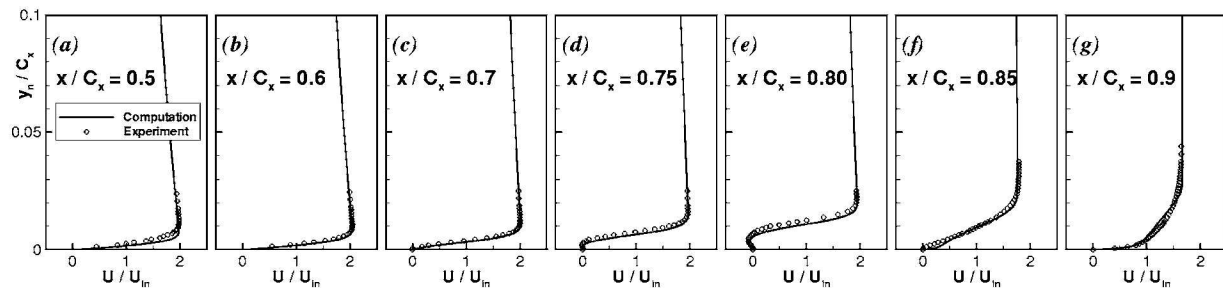 0.1
0.05
0
y_n / C_x
(a)
x / C_x = 0.5
Computation
Experiment
0 1 2
U / U_in
(b)
x / C_x = 0.6
0 1 2
U / U_in
(c)
x / C_x = 0.7
0 1 2
U / U_in
(d)
x / C_x = 0.75
0 1 2
U / U_in
(e)
x / C_x = 0.80
0 1 2
U / U_in
(f)
x / C_x = 0.85
0 1 2
U / U_in
(g)
x / C_x = 0.9
0 1 2
U / U_in